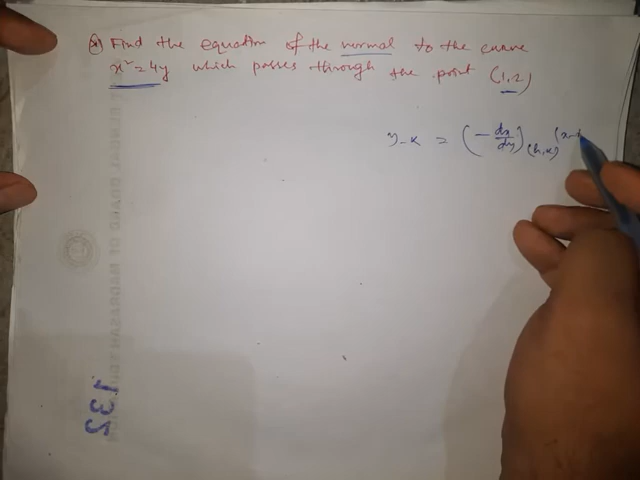 Find the equation of the normal to the curve
x² = 4y which passes through the point (1,2)
y-k = (-dx/dy)(h,k) (x-
132